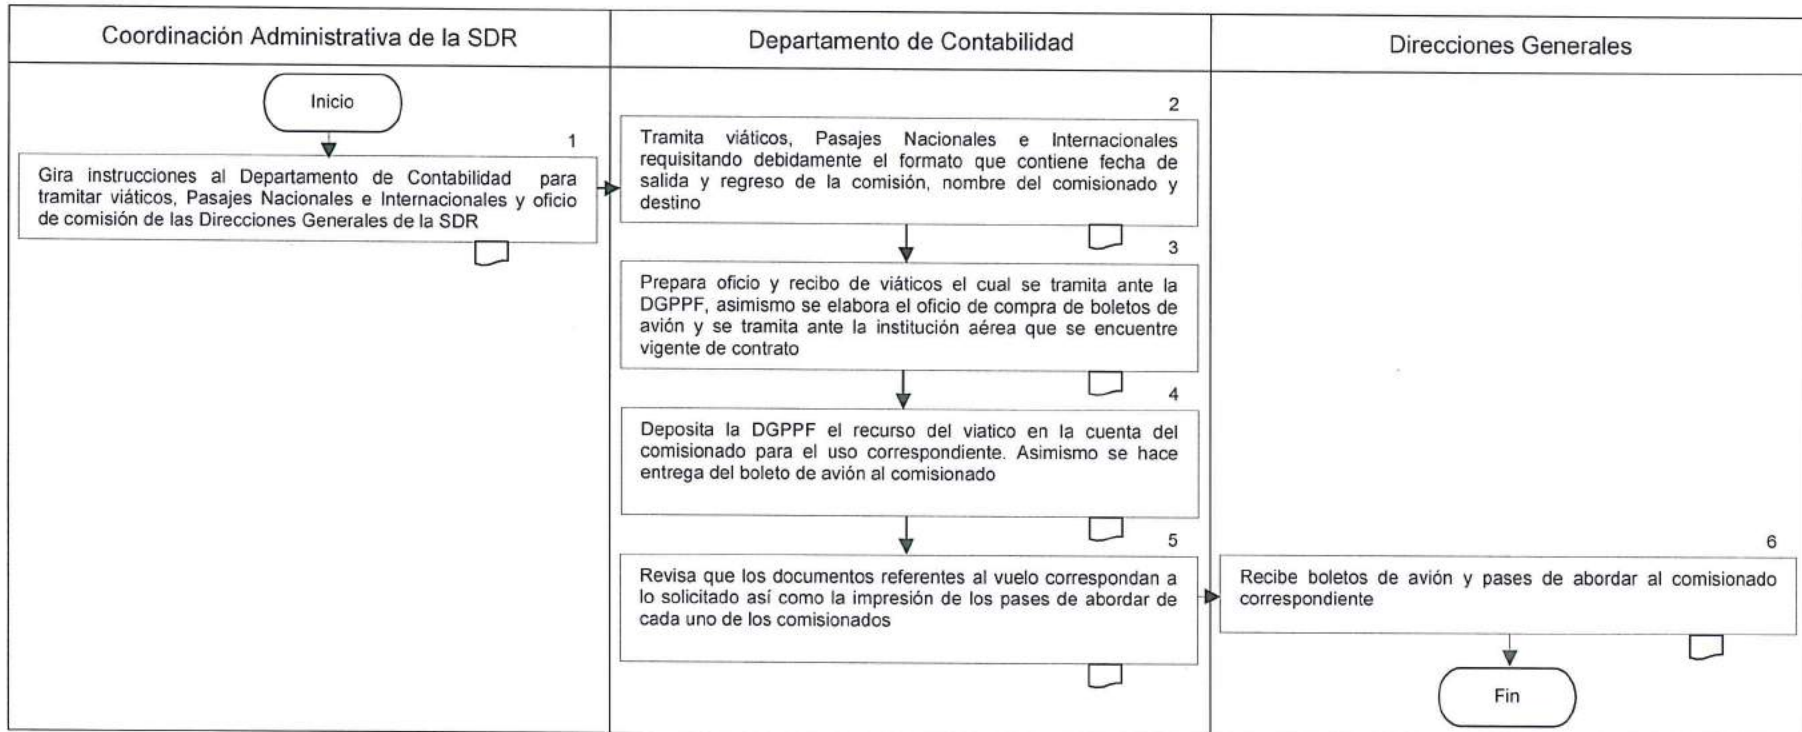 Coordinación Administrativa de la SDR
Departamento de Contabilidad
Direcciones Generales
Inicio
1
Gira instrucciones al Departamento de Contabilidad para
tramitar viáticos, Pasajes Nacionales e Internacionales y oficio
de comisión de las Direcciones Generales de la SDR
2
Tramita viáticos, Pasajes Nacionales e Internacionales
requisitando debidamente el formato que contiene fecha de
salida y regreso de la comisión, nombre del comisionado y
destino
3
Prepara oficio y recibo de viáticos el cual se tramita ante la
DGPPF, asimismo se elabora el oficio de compra de boletos de
avión y se tramita ante la institución aérea que se encuentre
vigente de contrato
4
Deposita la DGPPF el recurso del viatico en la cuenta del
comisionado para el uso correspondiente. Asimismo se hace
entrega del boleto de avión al comisionado
5
Revisa que los documentos referentes al vuelo correspondan a
lo solicitado así como la impresión de los pases de abordar de
cada uno de los comisionados
6
Recibe boletos de avión y pases de abordar al comisionado
correspondiente
Fin